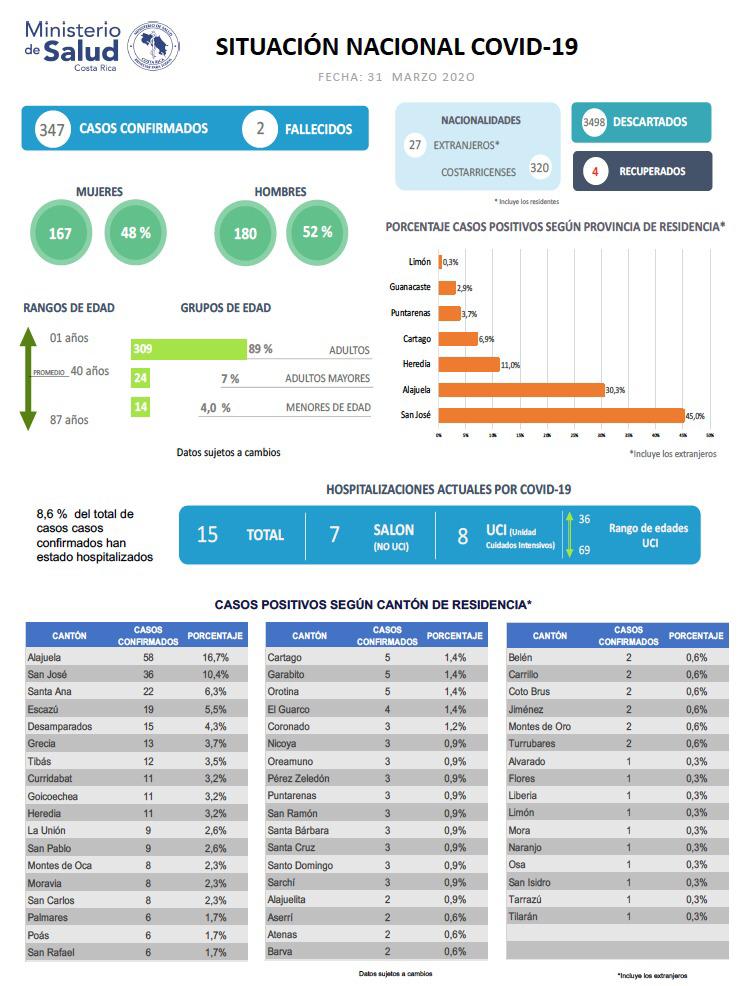 Ministerio
de Salud
Costa Rica
SITUACIÓN NACIONAL COVID-19
FECHA: 31 MARZO 2020
347 CASOS CONFIRMADOS 2 FALLECIDOS
NACIONALIDADES
27 EXTRANJEROS*
COSTARRICENSES 320
* Incluye los residentes
3498 DESCARTADOS
4 RECUPERADOS
MUJERES
167 48 %
HOMBRES
180 52 %
RANGOS DE EDAD
01 años
PROMEDIO 40 años
87 años
GRUPOS DE EDAD
309 89 % ADULTOS
24 7 % ADULTOS MAYORES
14 4,0 % MENORES DE EDAD
Datos sujetos a cambios
PORCENTAJE CASOS POSITIVOS SEGÚN PROVINCIA DE RESIDENCIA*
Limón 0,3%
Guanacaste 2,9%
Puntarenas 3,7%
Cartago 6,9%
Heredia 11,0%
Alajuela 30,3%
San José 45,0%
0% 5% 10% 15% 20% 25% 30% 35% 40% 45% 50%
*Incluye los extranjeros
HOSPITALIZACIONES ACTUALES POR COVID-19
8,6 % del total de
casos casos
confirmados han
estado hospitalizados
15 TOTAL
7 SALON
(NO UCI)
8 UCI (Unidad
Cuidados Intensivos)
36
69
Rango de edades
UCI
CASOS POSITIVOS SEGÚN CANTÓN DE RESIDENCIA*
CANTÓN CASOS CONFIRMADOS PORCENTAJE
Alajuela 58 16,7%
San José 36 10,4%
Santa Ana 22 6,3%
Escazú 19 5,5%
Desamparados 15 4,3%
Grecia 13 3,7%
Tibás 12 3,5%
Curridabat 11 3,2%
Goicoechea 11 3,2%
Heredia 11 3,2%
La Unión 9 2,6%
San Pablo 9 2,6%
Montes de Oca 8 2,3%
Moravia 8 2,3%
San Carlos 8 2,3%
Palmares 6 1,7%
Poás 6 1,7%
San Rafael 6 1,7%
CANTÓN CASOS CONFIRMADOS PORCENTAJE
Cartago 5 1,4%
Garabito 5 1,4%
Orotina 5 1,4%
El Guarco 4 1,4%
Coronado 3 1,2%
Nicoya 3 0,9%
Oreamuno 3 0,9%
Pérez Zeledón 3 0,9%
Puntarenas 3 0,9%
San Ramón 3 0,9%
Santa Bárbara 3 0,9%
Santa Cruz 3 0,9%
Santo Domingo 3 0,9%
Sarchí 3 0,9%
Alajuelita 2 0,9%
Aserrí 2 0,6%
Atenas 2 0,6%
Barva 2 0,6%
CANTÓN CASOS CONFIRMADOS PORCENTAJE
Belén 2 0,6%
Carrillo 2 0,6%
Coto Brus 2 0,6%
Jiménez 2 0,6%
Montes de Oro 2 0,6%
Turrubares 2 0,6%
Alvarado 1 0,3%
Flores 1 0,3%
Liberia 1 0,3%
Limón 1 0,3%
Mora 1 0,3%
Naranjo 1 0,3%
Osa 1 0,3%
San Isidro 1 0,3%
Tarrazú 1 0,3%
Tilarán 1 0,3%
Datos sujetos a cambios
*Incluye los extranjeros